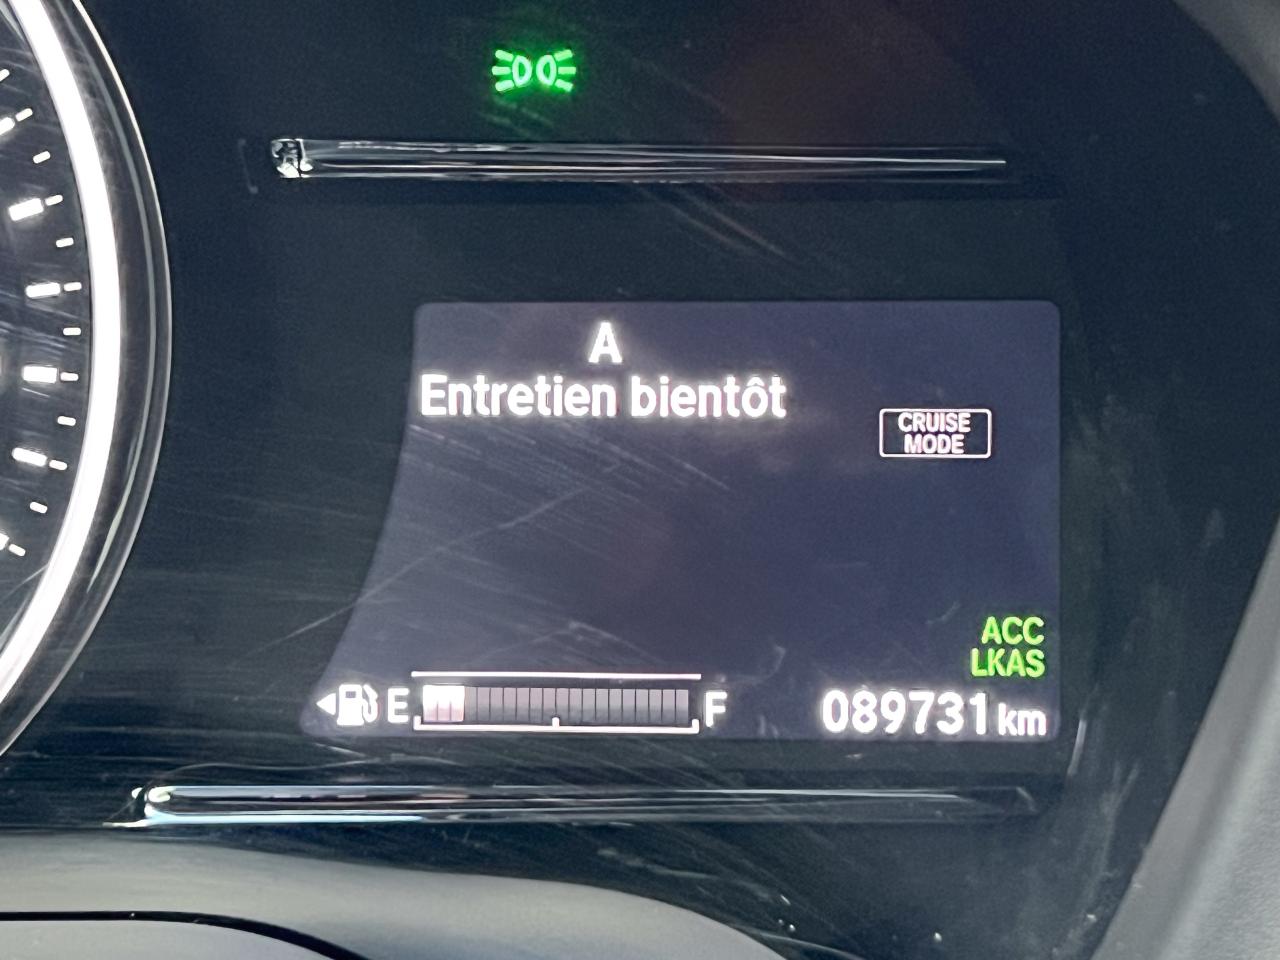 A
Entretien bientôt
CRUISE
MODE
ACC
LKAS
E F 089731 km